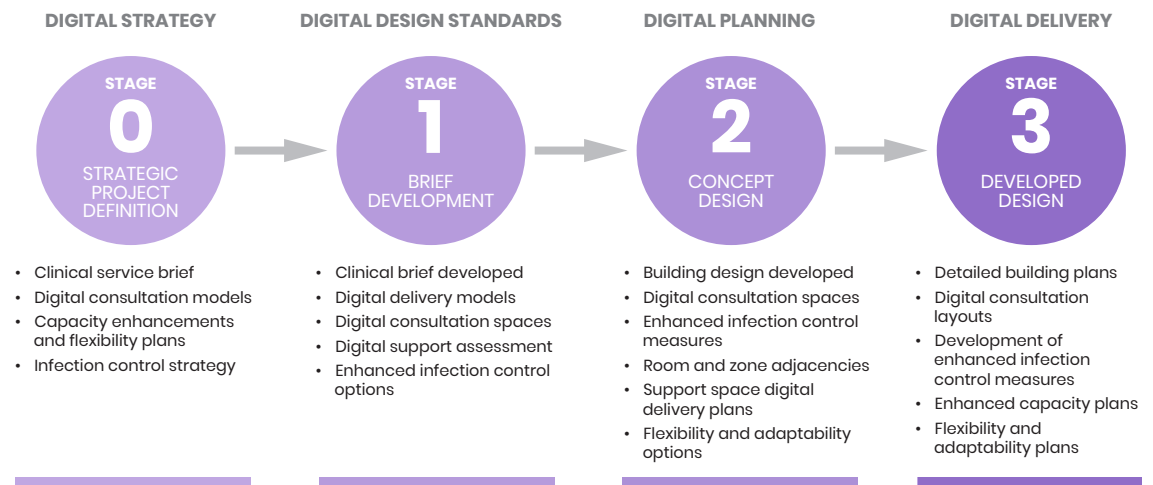 DIGITAL STRATEGY
STAGE
0
STRATEGIC
PROJECT
DEFINITION
• Clinical service brief
• Digital consultation models
• Capacity enhancements
and flexibility plans
• Infection control strategy
DIGITAL DESIGN STANDARDS
STAGE
1
BRIEF
DEVELOPMENT
• Clinical brief developed
• Digital delivery models
• Digital consultation spaces
• Digital support assessment
• Enhanced infection control
options
DIGITAL PLANNING
STAGE
2
CONCEPT
DESIGN
• Building design developed
• Digital consultation spaces
• Enhanced infection control
measures
• Room and zone adjacencies
• Support space digital
delivery plans
• Flexibility and adaptability
options
DIGITAL DELIVERY
STAGE
3
DEVELOPED
DESIGN
• Detailed building plans
• Digital consultation
layouts
• Development of
enhanced infection
control measures
• Enhanced capacity plans
• Flexibility and
adaptability plans